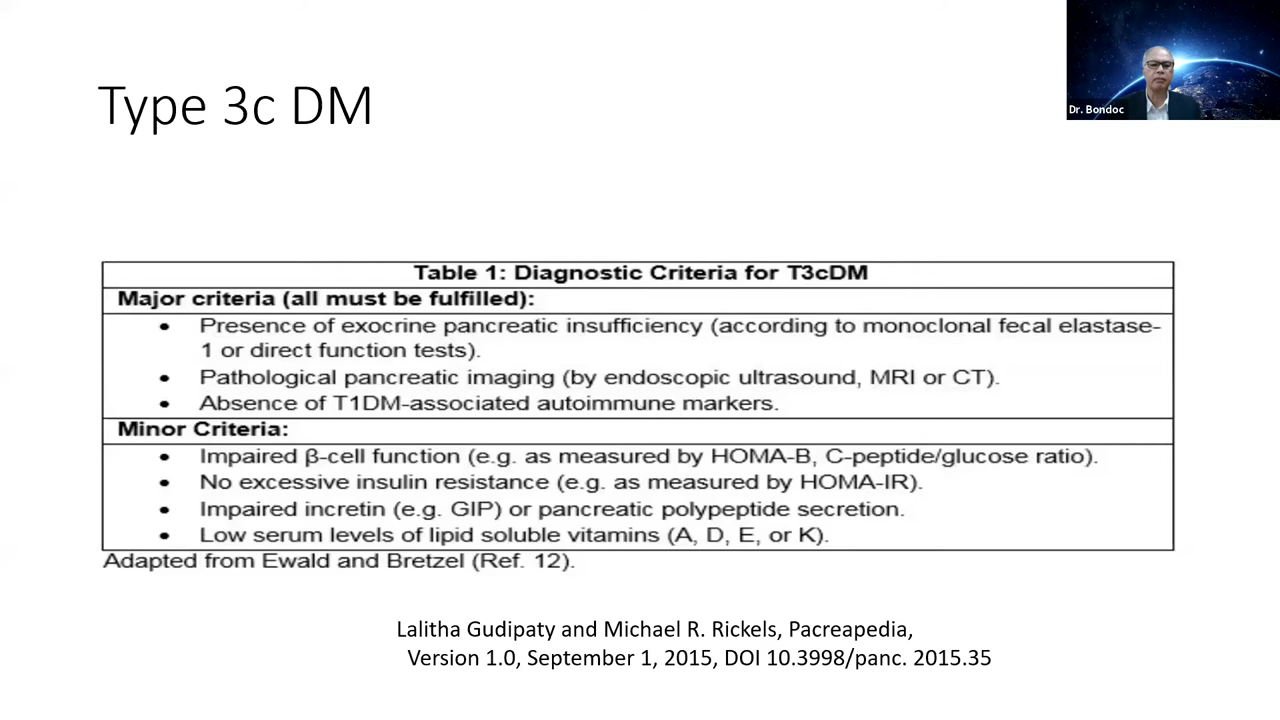 Type 3c DM
Dr. Bondoc
Table 1: Diagnostic Criteria for T3cDM
Major criteria (all must be fulfilled):
• Presence of exocrine pancreatic insufficiency (according to monoclonal fecal elastase-
1 or direct function tests).
• Pathological pancreatic imaging (by endoscopic ultrasound, MRI or CT).
• Absence of T1DM-associated autoimmune markers.
Minor Criteria:
• Impaired β-cell function (e.g. as measured by HOMA-B, C-peptide/glucose ratio).
• No excessive insulin resistance (e.g. as measured by HOMA-IR).
• Impaired incretin (e.g. GIP) or pancreatic polypeptide secretion.
• Low serum levels of lipid soluble vitamins (A, D, E, or K).
Adapted from Ewald and Bretzel (Ref. 12).
Lalitha Gudipaty and Michael R. Rickels, Pacreapedia,
Version 1.0, September 1, 2015, DOI 10.3998/panc. 2015.35